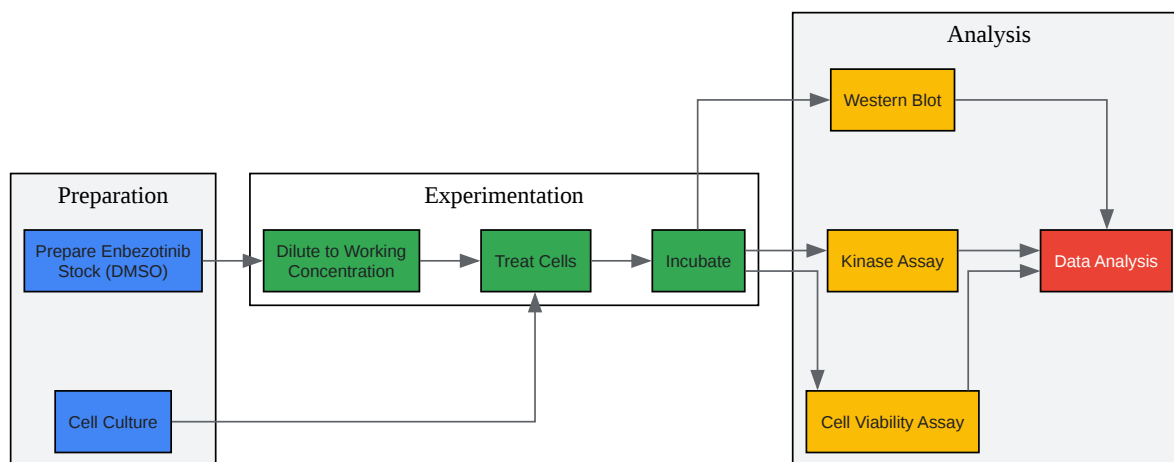 Preparation
Prepare Enbezotinib
Stock (DMSO)
Cell Culture
Experimentation
Dilute to Working
Concentration
Treat Cells
Incubate
Analysis
Western Blot
Kinase Assay
Cell Viability Assay
Data Analysis